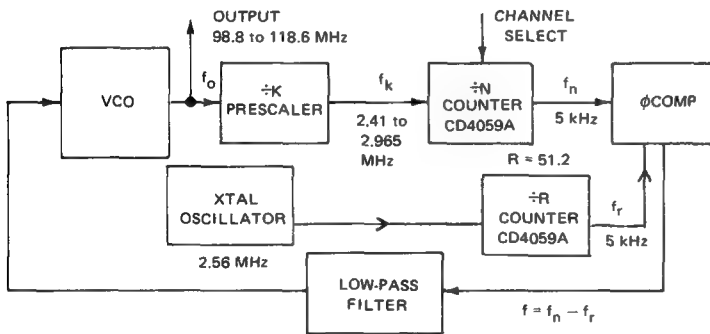 OUTPUT
98.8 to 118.6 MHz
CHANNEL
SELECT
VCO
fo
÷K
PRESCALER
fk
2.41 to
2.965
MHz
÷N
COUNTER
CD4059A
fn
5 kHz
φCOMP
R = 51.2
XTAL
OSCILLATOR
2.56 MHz
÷R
COUNTER
CD4059A
fr
5 kHz
LOW-PASS
FILTER
f = fn − fr